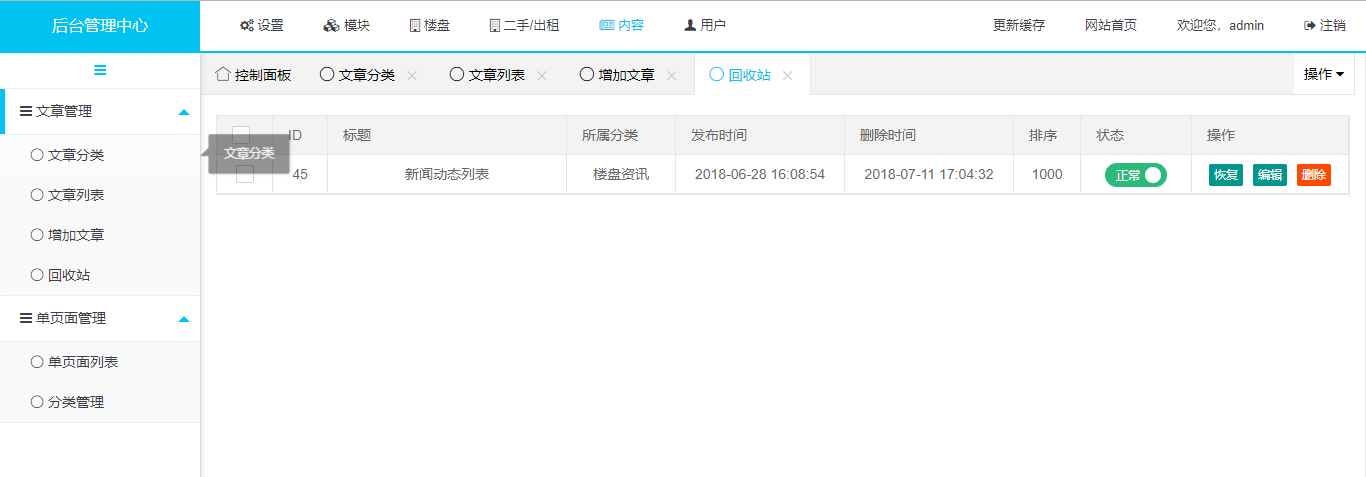 后台管理中心 设置 模块 楼盘 二手/出租 内容 用户 更新缓存 网站首页 欢迎您，admin 注销
控制面板 文章分类 文章列表 增加文章 回收站 操作
文章管理
文章分类
文章列表
增加文章
回收站
单页面管理
单页面列表
分类管理
文章分类
ID 标题 所属分类 发布时间 删除时间 排序 状态 操作
45 新闻动态列表 楼盘资讯 2018-06-28 16:08:54 2018-07-11 17:04:32 1000 正常 恢复 编辑 删除